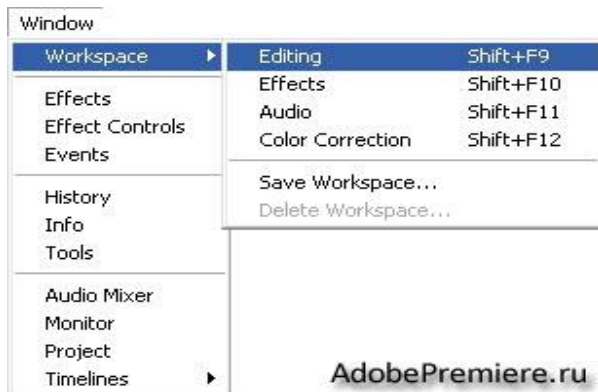 Window
Workspace
Effects
Effect Controls
Events
History
Info
Tools
Audio Mixer
Monitor
Project
Timelines
Editing Shift+F9
Effects Shift+F10
Audio Shift+F11
Color Correction Shift+F12
Save Workspace...
Delete Workspace...
AdobePremiere.ru